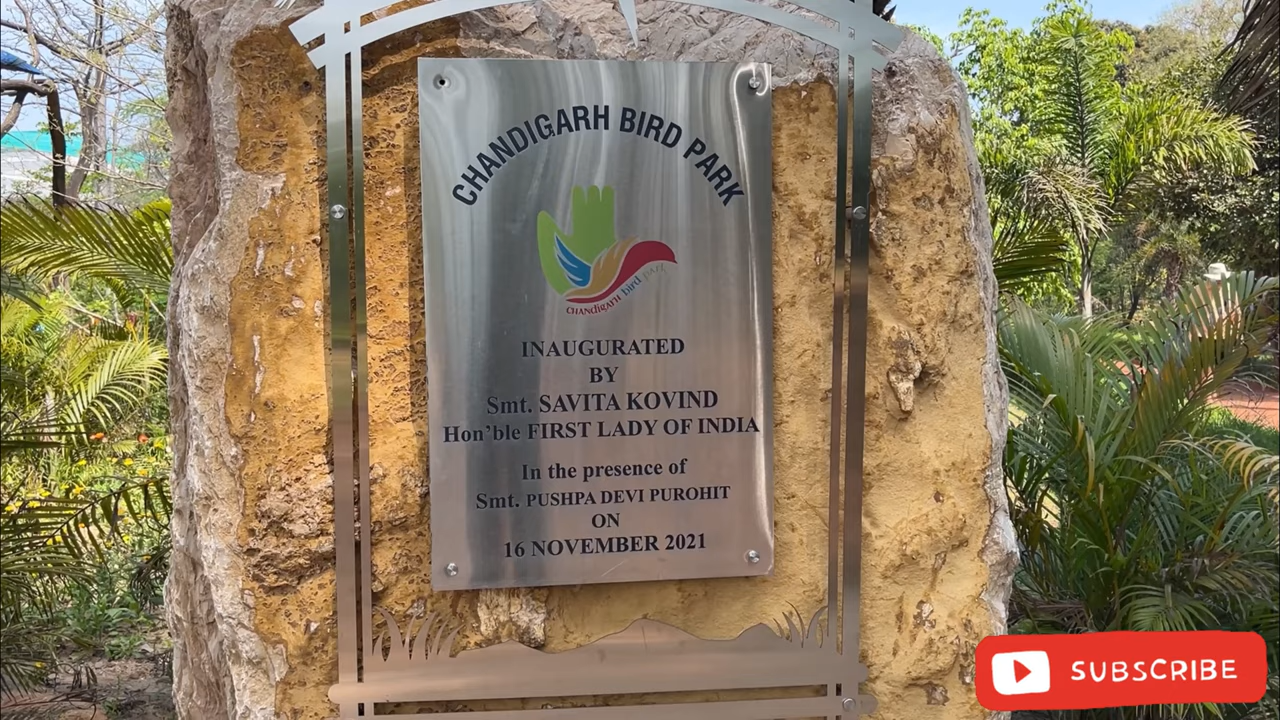 CHANDIGARH BIRD PARK
CHANDIGARH bird park
INAUGURATED
BY
Smt. SAVITA KOVIND
Hon'ble FIRST LADY OF INDIA
In the presence of
Smt. PUSHPA DEVI PUROHIT
ON
16 NOVEMBER 2021
SUBSCRIBE